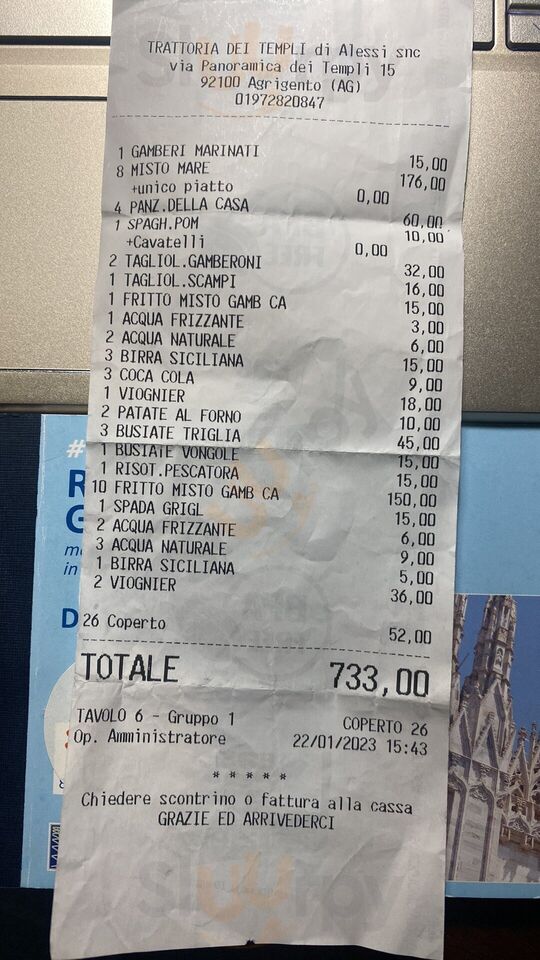 TRATTORIA DEI TEMPLI di Alessi snc
via Panoramica dei Templi 15
92100 Agrigento (AG)
01972820847
1 GAMBERI MARINATI 15,00
8 MISTO MARE 176,00
+unico piatto 0,00
4 PANZ.DELLA CASA 60,00
1 SPAGH.POM 10,00
+Cavatelli 0,00
2 TAGLIOL.GAMBERONI 32,00
1 TAGLIOL.SCAMPI 16,00
1 FRITTO MISTO GAMB CA 15,00
1 ACQUA FRIZZANTE 3,00
2 ACQUA NATURALE 6,00
3 BIRRA SICILIANA 15,00
3 COCA COLA 9,00
1 VIOGNIER 18,00
2 PATATE AL FORNO 10,00
3 BUSIATE TRIGLIA 45,00
1 BUSIATE VONGOLE 15,00
1 RISOT.PESCATORA 15,00
10 FRITTO MISTO GAMB CA 150,00
1 SPADA GRIGL 15,00
2 ACQUA FRIZZANTE 6,00
3 ACQUA NATURALE 9,00
1 BIRRA SICILIANA 5,00
2 VIOGNIER 36,00
26 Coperto 52,00
TOTALE 733,00
TAVOLO 6 - Gruppo 1 COPERTO 26
Op. Amministratore 22/01/2023 15:43
* * * * *
Chiedere scontrino o fattura alla cassa
GRAZIE ED ARRIVEDERCI
#
R
G
in
D